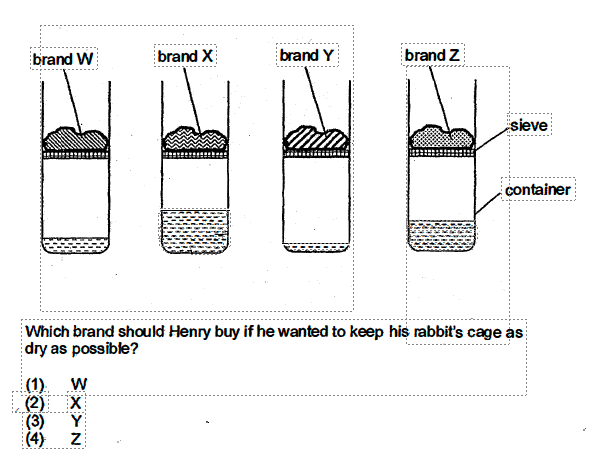 brand W
brand X
brand Y
brand Z
sieve
container
Which brand should Henry buy if he wanted to keep his rabbit's cage as
dry as possible?
(1) W
(2) X
(3) Y
(4) Z